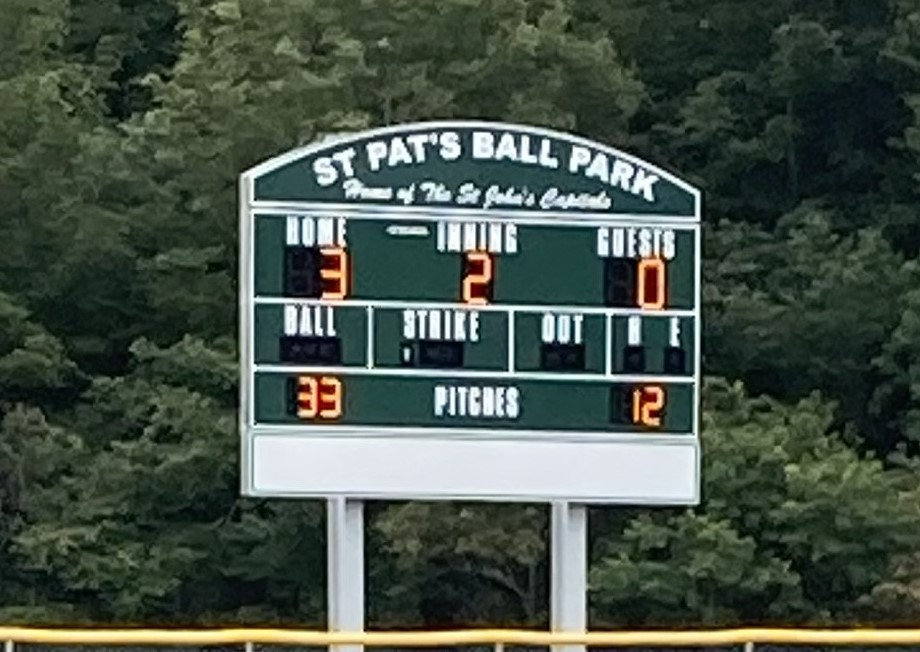 ST PAT'S BALL PARK
Home of The St John's Capitals
HOME INNING GUESTS
3 2 0
BALL STRIKE OUT H E
33 PITCHES 12